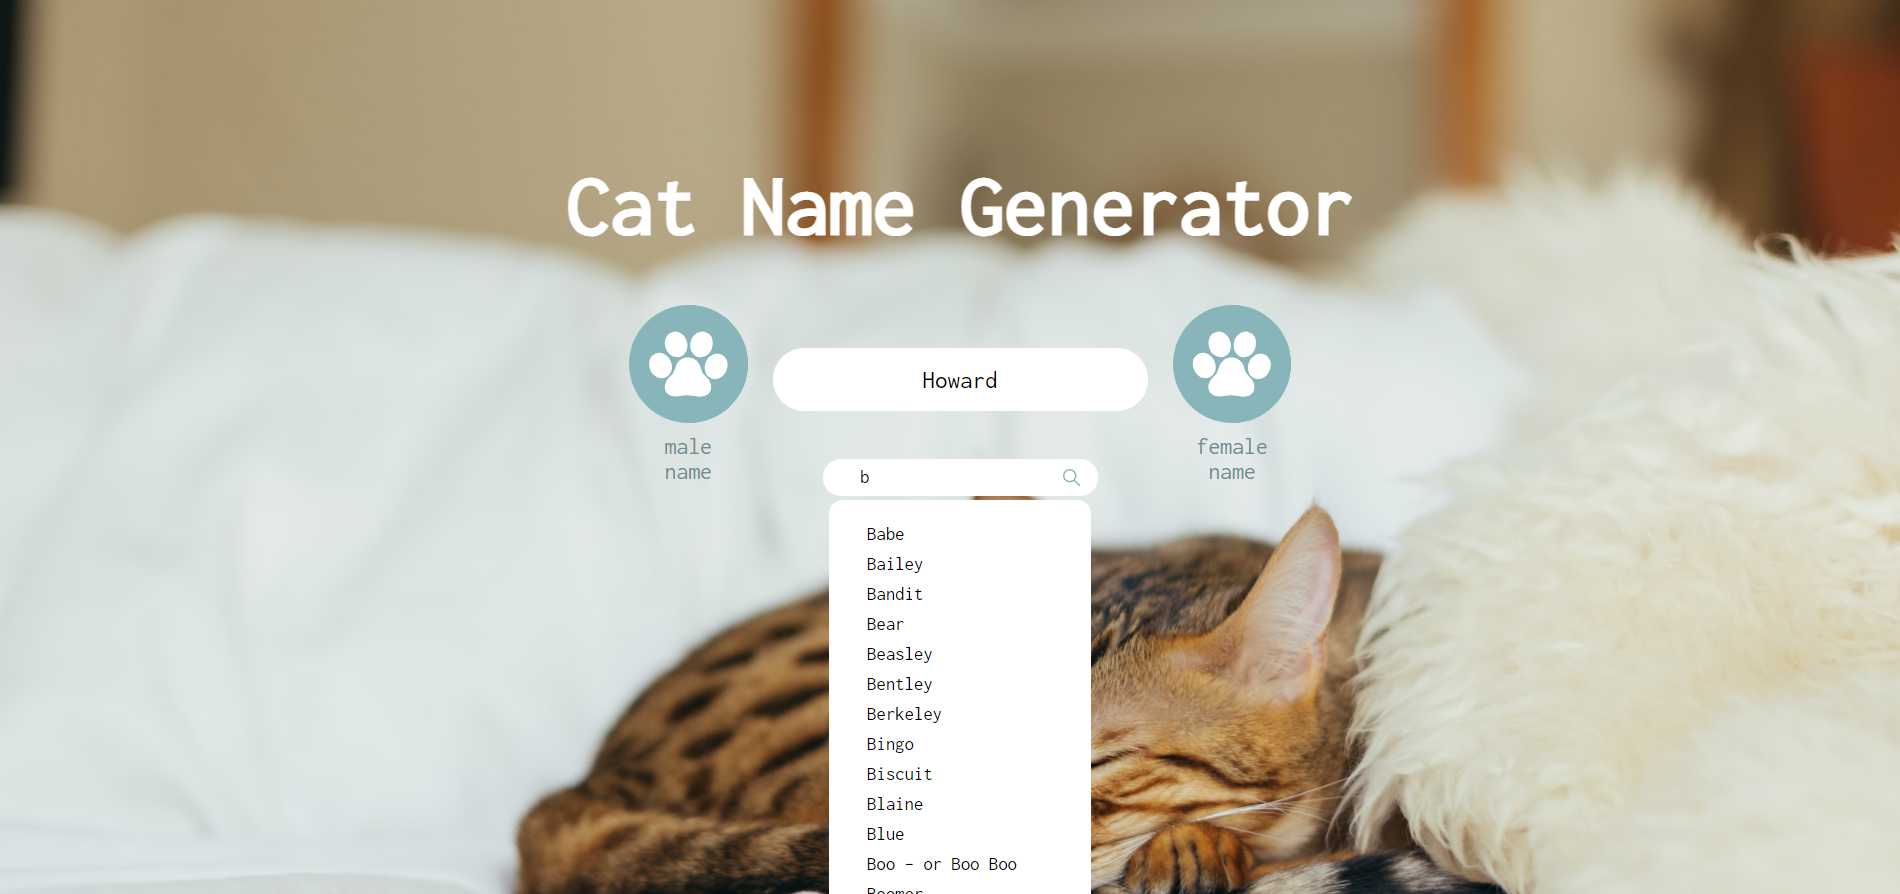 Cat Name Generator
Howard
male
name
female
name
b
Babe
Bailey
Bandit
Bear
Beasley
Bentley
Berkeley
Bingo
Biscuit
Blaine
Blue
Boo – or Boo Boo
Boomer